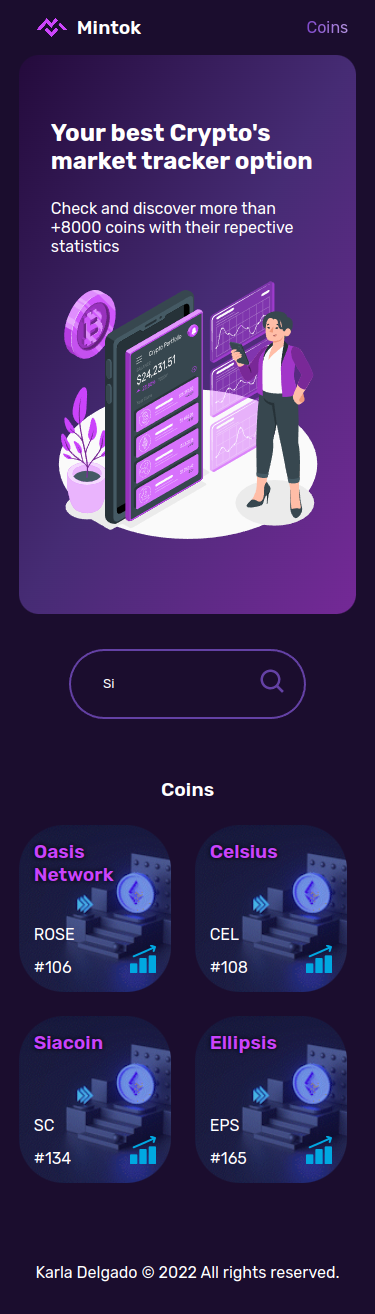 Mintok
Coins
Your best Crypto's
market tracker option
Check and discover more than
+8000 coins with their repective
statistics
Crypto Portfolio
$24,231.51
Si
Coins
Oasis
Network
ROSE
#106
Celsius
CEL
#108
Siacoin
SC
#134
Ellipsis
EPS
#165
Karla Delgado © 2022 All rights reserved.